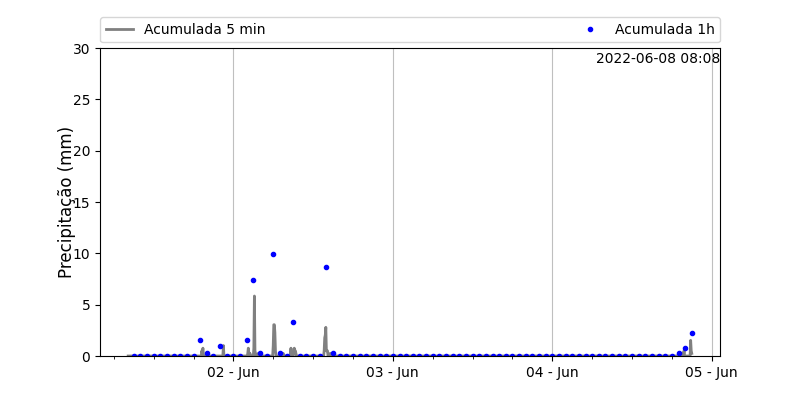 Acumulada 5 min
Acumulada 1h
2022-06-08 08:08
Precipitação (mm)
30
25
20
15
10
5
0
02 - Jun
03 - Jun
04 - Jun
05 - Jun